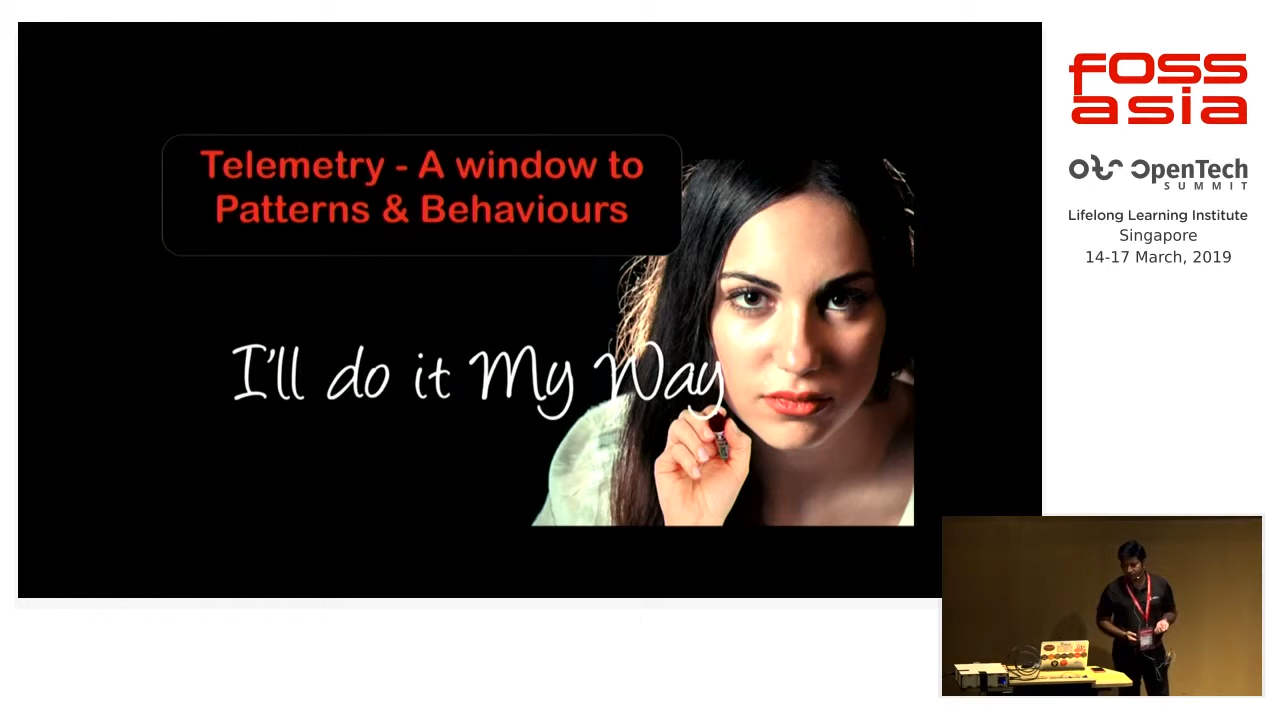 Telemetry - A window to
Patterns & Behaviours
I'll do it My Way
foss
asia
ots OpenTech
SUMMIT
Lifelong Learning Institute
Singapore
14-17 March, 2019